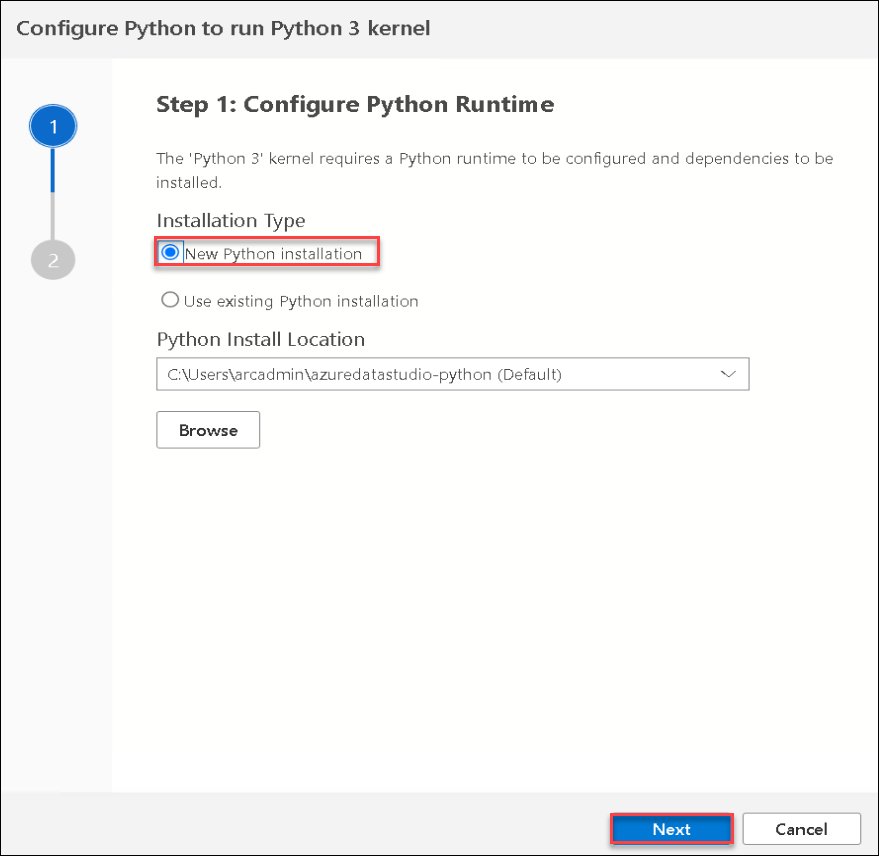 Configure Python to run Python 3 kernel
1
Step 1: Configure Python Runtime
The 'Python 3' kernel requires a Python runtime to be configured and dependencies to be
installed.
Installation Type
New Python installation
2
Use existing Python installation
Python Install Location
C:\Users\arcadmin\azuredatastudio-python (Default)
Browse
Next
Cancel